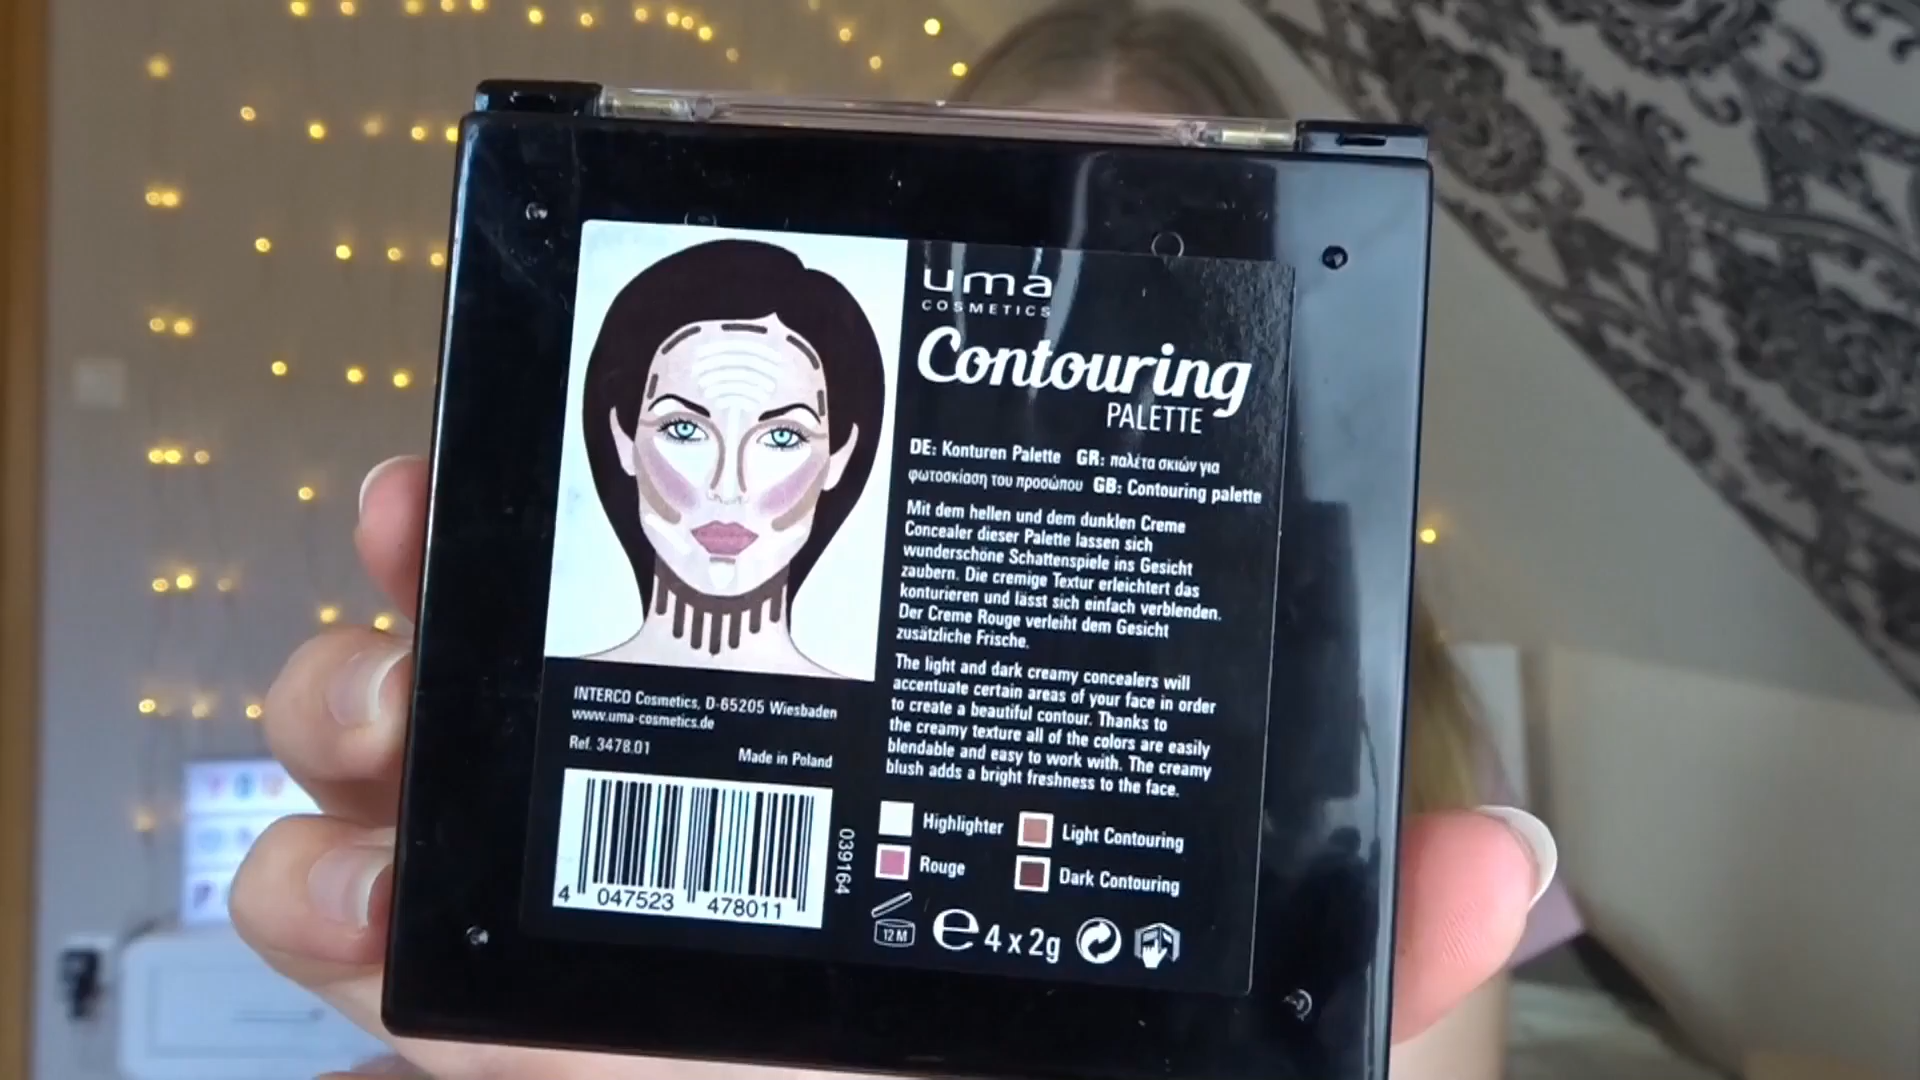 uma
COSMETICS
Contouring
PALETTE
DE: Konturen Palette GR: παλέτα σκιών για
φωτοσκίαση του προσώπου GB: Contouring palette
Mit dem hellen und dem dunklen Creme
Concealer dieser Palette lassen sich
wunderschöne Schattenspiele ins Gesicht
zaubern. Die cremige Textur erleichtert das
konturieren und lässt sich einfach verblenden.
Der Creme Rouge verleiht dem Gesicht
zusätzliche Frische.
The light and dark creamy concealers will
accentuate certain areas of your face in order
to create a beautiful contour. Thanks to
the creamy texture all of the colors are easily
blendable and easy to work with. The creamy
blush adds a bright freshness to the face.
Highlighter Light Contouring
Rouge Dark Contouring
12 M e 4 x 2g
INTERCO Cosmetics, D-65205 Wiesbaden
www.uma-cosmetics.de
Ref. 3478.01 Made in Poland
4 047523 478011
039164